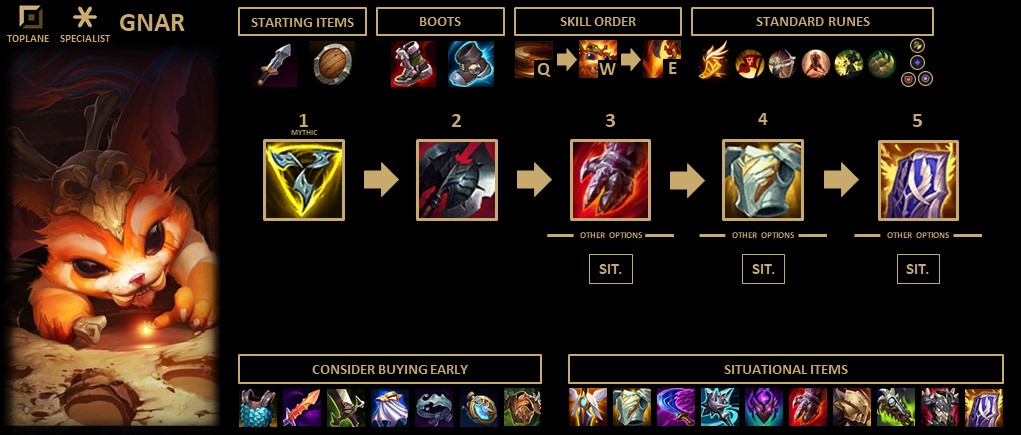 TOPLANE
SPECIALIST
GNAR
STARTING ITEMS
BOOTS
SKILL ORDER
STANDARD RUNES
Q
W
E
1
MYTHIC
2
3
4
5
OTHER OPTIONS
OTHER OPTIONS
OTHER OPTIONS
SIT.
SIT.
SIT.
CONSIDER BUYING EARLY
SITUATIONAL ITEMS